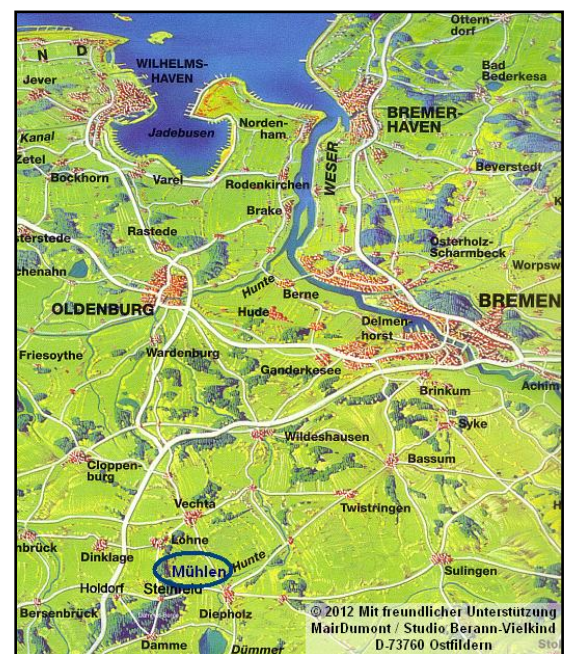 Ottern-
dorf
N D
WILHELMS-
HAVEN
Bad
Bederkesa
Jever
Norden-
ham
BREMER-
HAVEN
Kanal
Jadebusen
Zetel
Bockhorn
Varel
WESER
Beverstedt
Rodenkirchen
Brake
Rastede
sterstede
Osterholz-
Scharmbeck
chenahn
Worpsw
Hunte
Berne
BREMEN
OLDENBURG
Hude
Delmen-
horst
Friesoythe
Wardenburg
Ganderkesee
Achim
Brinkum
Syke
Wildeshausen
Bassum
Cloppen-
burg
Vechta
Twistringen
Lohne
nbrück
Dinklage
Mühlen
Hunte
Sulingen
Holdorf
Steinfeld
Bersenbrück
Diepholz
Damme
Dümmer
© 2012 Mit freundlicher Unterstützung
MairDumont / Studio Berann-Vielkind
D-73760 Ostfildern